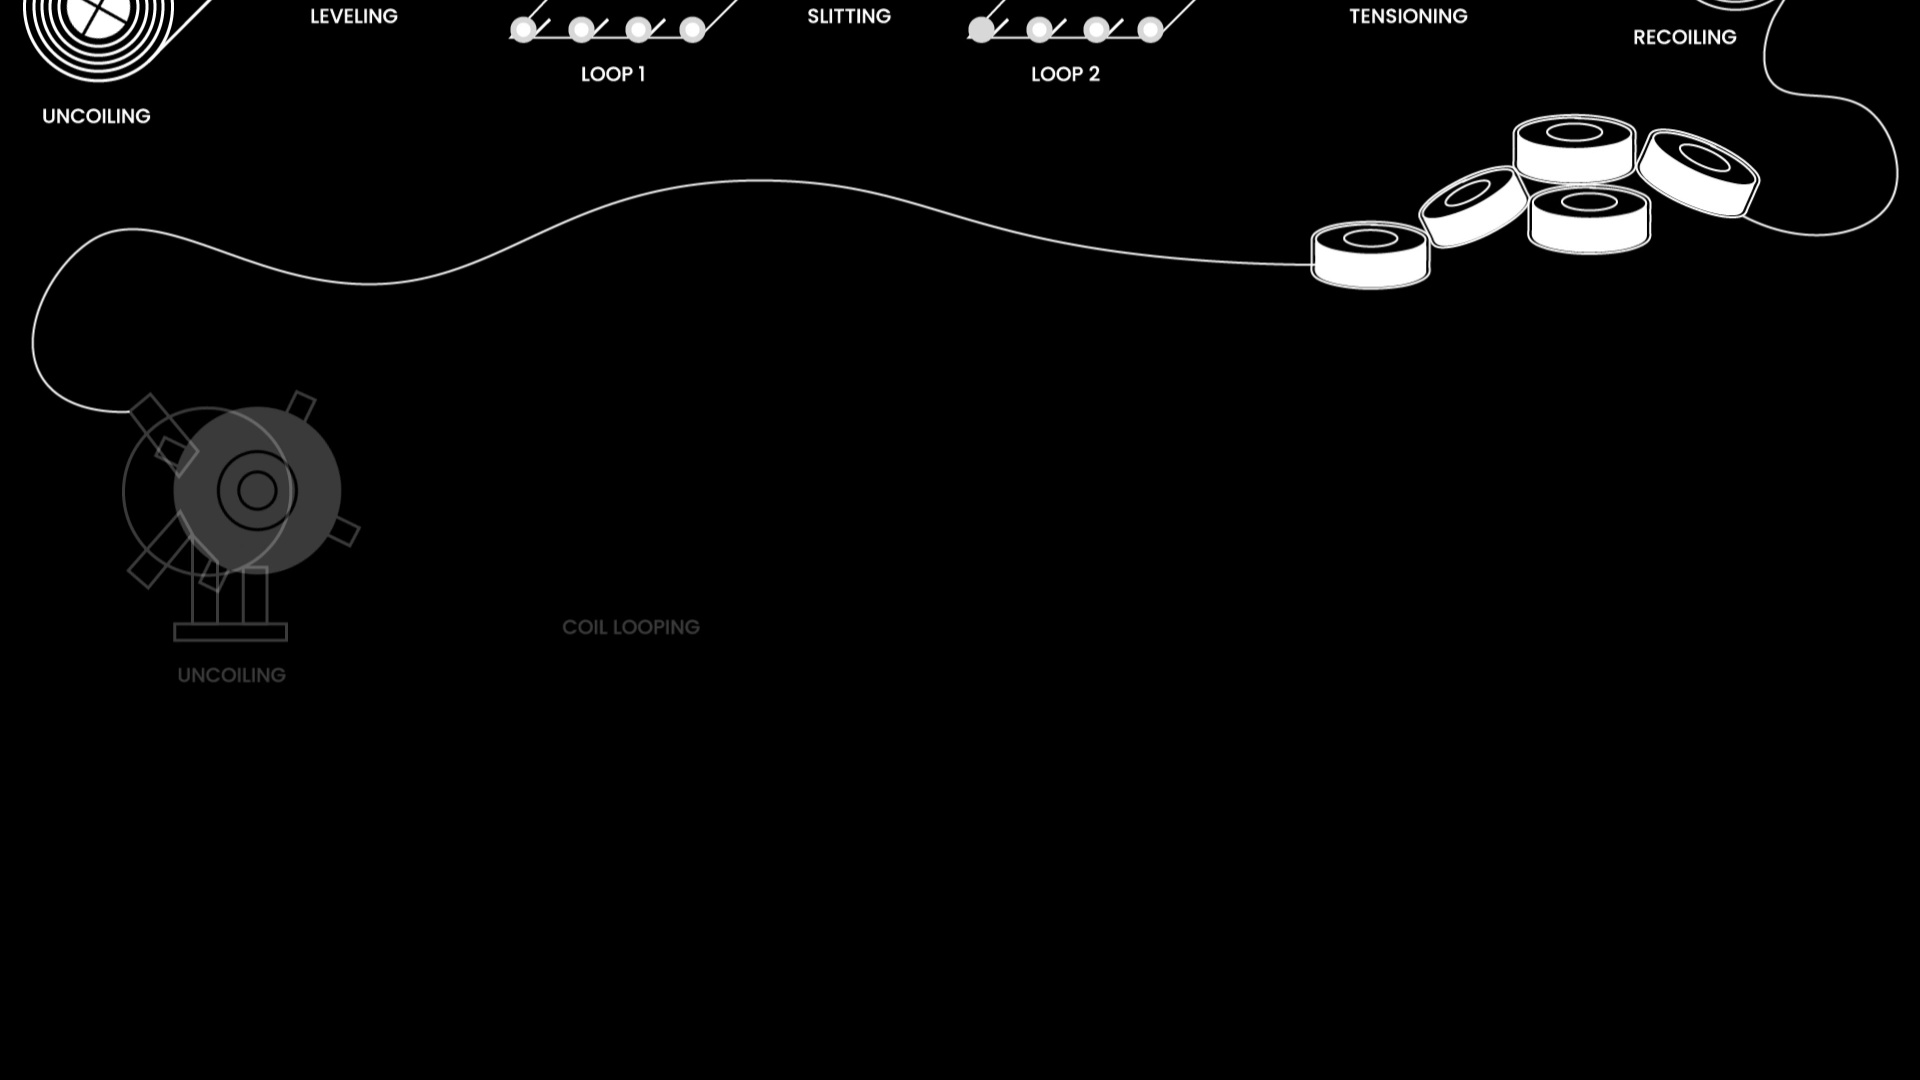 LEVELING
SLITTING
TENSIONING
RECOILING
LOOP 1
LOOP 2
UNCOILING
COIL LOOPING
UNCOILING